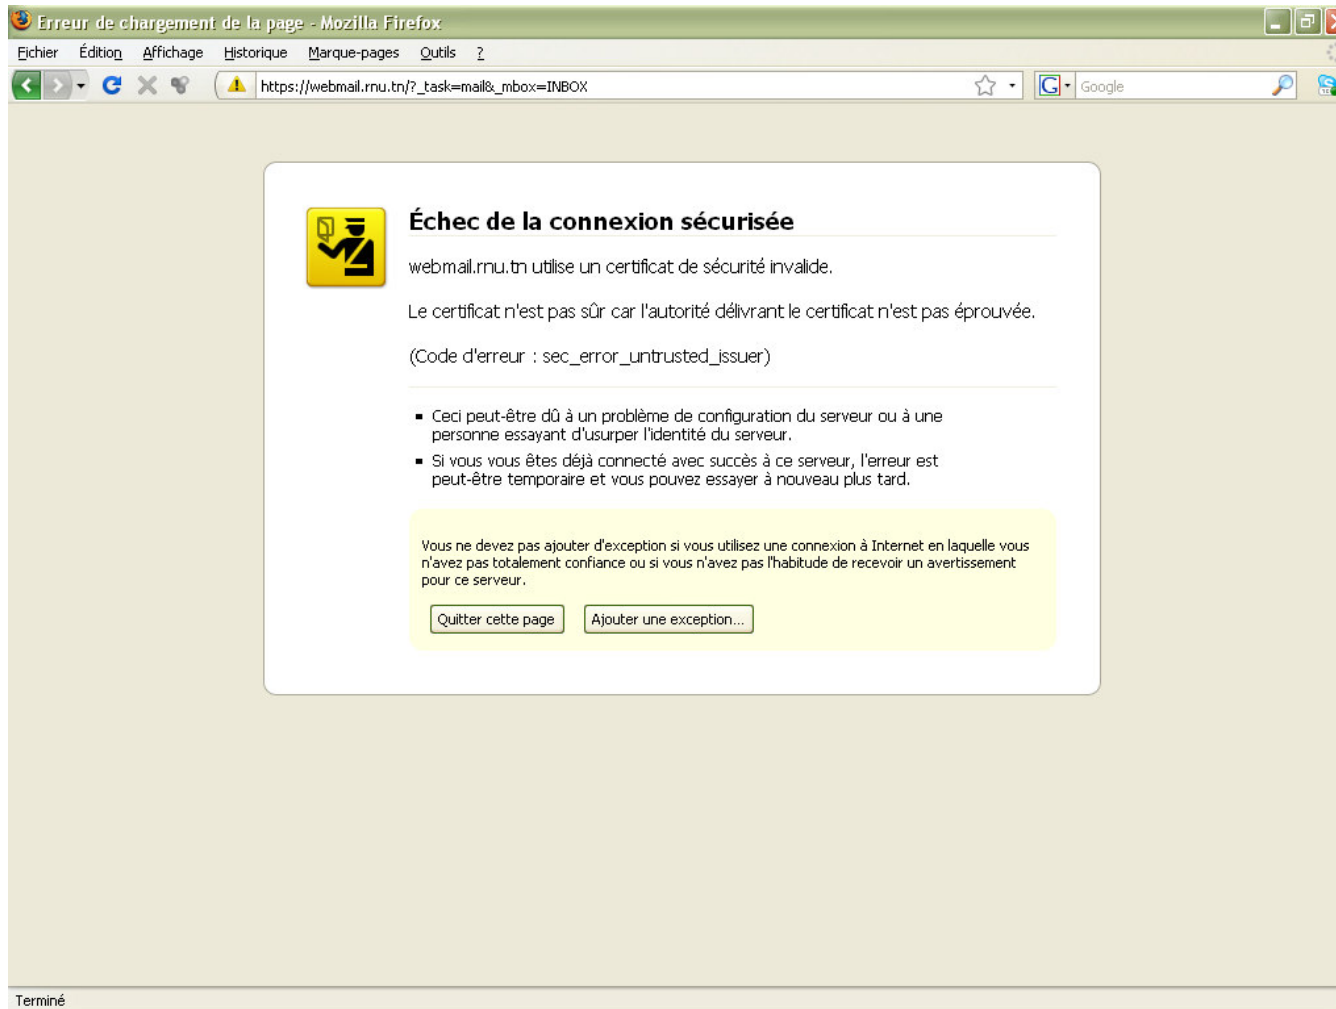 Erreur de chargement de la page - Mozilla Firefox
Fichier Édition Affichage Historique Marque-pages Outils ?
https://webmail.rnu.tn/?_task=mail&_mbox=INBOX G Google
Échec de la connexion sécurisée
webmail.rnu.tn utilise un certificat de sécurité invalide.
Le certificat n'est pas sûr car l'autorité délivrant le certificat n'est pas éprouvée.
(Code d'erreur : sec_error_untrusted_issuer)
Ceci peut-être dû à un problème de configuration du serveur ou à une
personne essayant d'usurper l'identité du serveur.
Si vous vous êtes déjà connecté avec succès à ce serveur, l'erreur est
peut-être temporaire et vous pouvez essayer à nouveau plus tard.
Vous ne devez pas ajouter d'exception si vous utilisez une connexion à Internet en laquelle vous
n'avez pas totalement confiance ou si vous n'avez pas l'habitude de recevoir un avertissement
pour ce serveur.
Quitter cette page Ajouter une exception...
Terminé